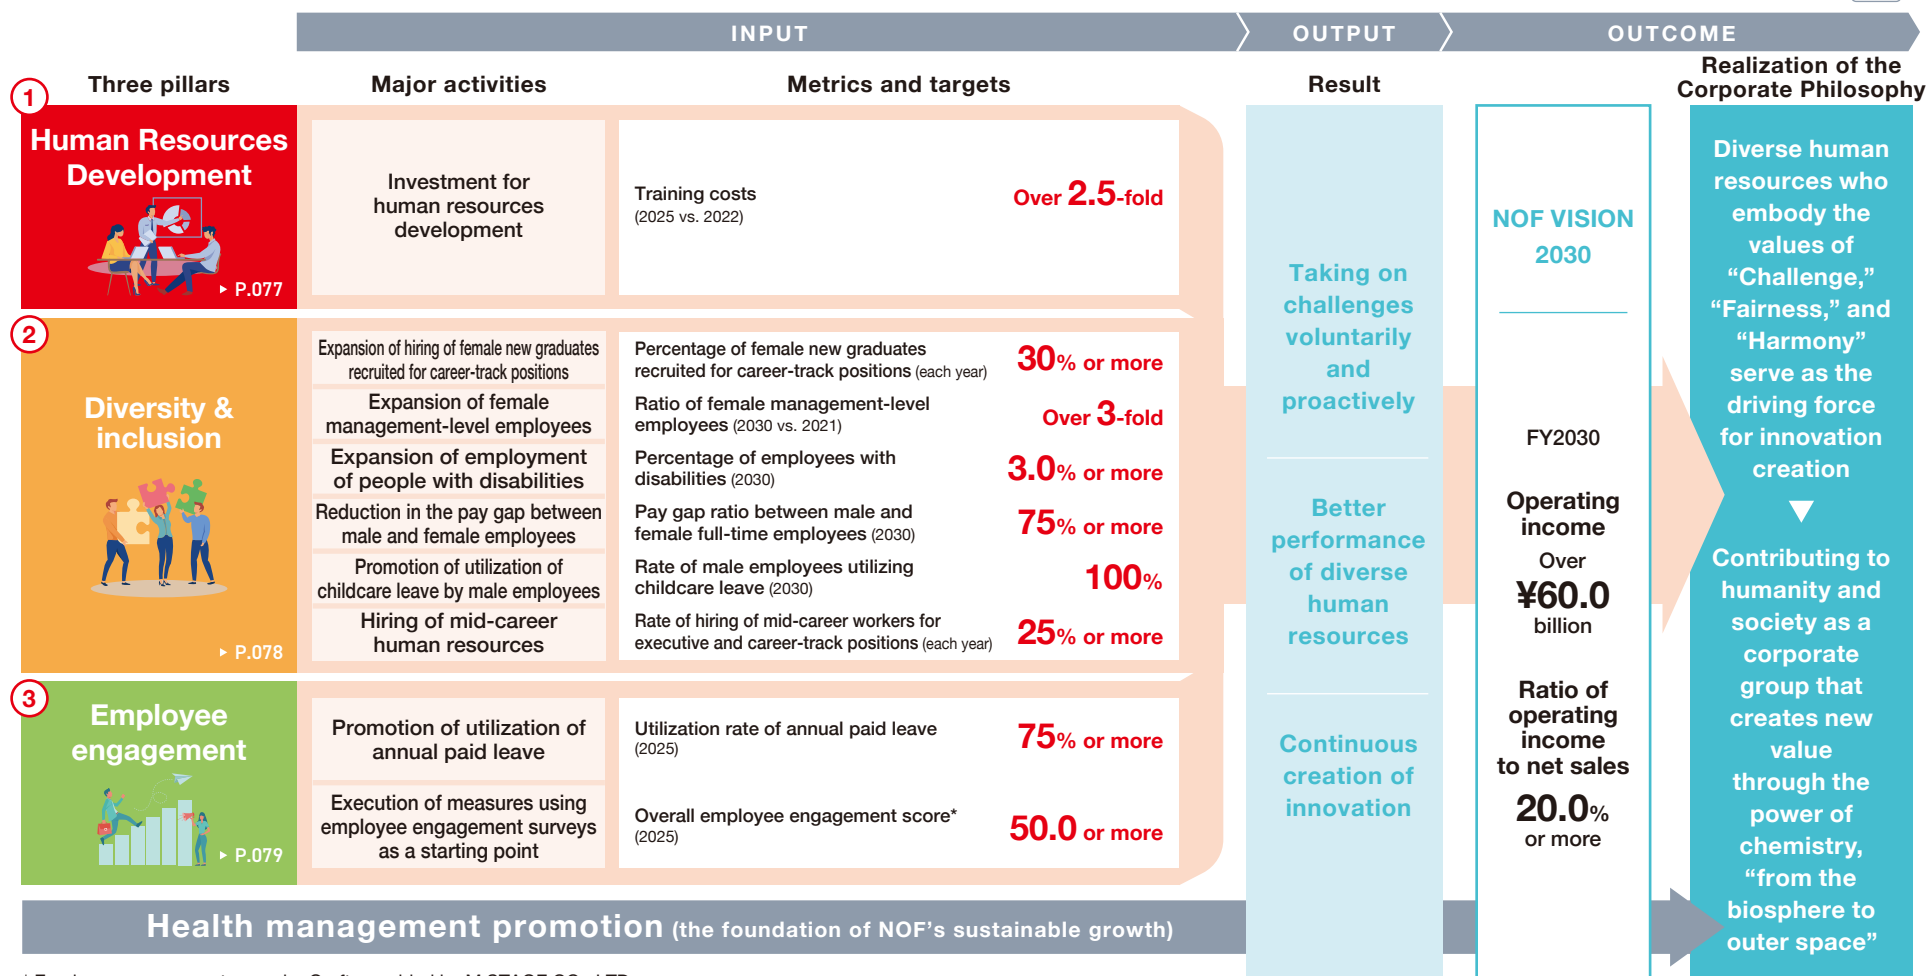 INPUT
OUTPUT
OUTCOME
Three pillars
Major activities
Metrics and targets
Result
Realization of the
Corporate Philosophy
1
Human Resources
Development
P.077
Investment for
human resources
development
Training costs
(2025 vs. 2022)
Over 2.5-fold
2
Diversity &
inclusion
P.078
Expansion of hiring of female new graduates
recruited for career-track positions
Percentage of female new graduates
recruited for career-track positions (each year)
30% or more
Expansion of female
management-level employees
Ratio of female management-level
employees (2030 vs. 2021)
Over 3-fold
Expansion of employment
of people with disabilities
Percentage of employees with
disabilities (2030)
3.0% or more
Reduction in the pay gap between
male and female employees
Pay gap ratio between male and
female full-time employees (2030)
75% or more
Promotion of utilization of
childcare leave by male employees
Rate of male employees utilizing
childcare leave (2030)
100%
Hiring of mid-career
human resources
Rate of hiring of mid-career workers for
executive and career-track positions (each year)
25% or more
3
Employee
engagement
P.079
Promotion of utilization of
annual paid leave
Utilization rate of annual paid leave
(2025)
75% or more
Execution of measures using
employee engagement surveys
as a starting point
Overall employee engagement score*
(2025)
50.0 or more
Taking on
challenges
voluntarily
and
proactively
Better
performance
of diverse
human
resources
Continuous
creation of
innovation
NOF VISION
2030
FY2030
Operating
income
Over
¥60.0
billion
Ratio of
operating
income
to net sales
20.0%
or more
Diverse human
resources who
embody the
values of
“Challenge,”
“Fairness,” and
“Harmony”
serve as the
driving force
for innovation
creation
Contributing to
humanity and
society as a
corporate
group that
creates new
value
through the
power of
chemistry,
“from the
biosphere to
outer space”
Health management promotion (the foundation of NOF’s sustainable growth)